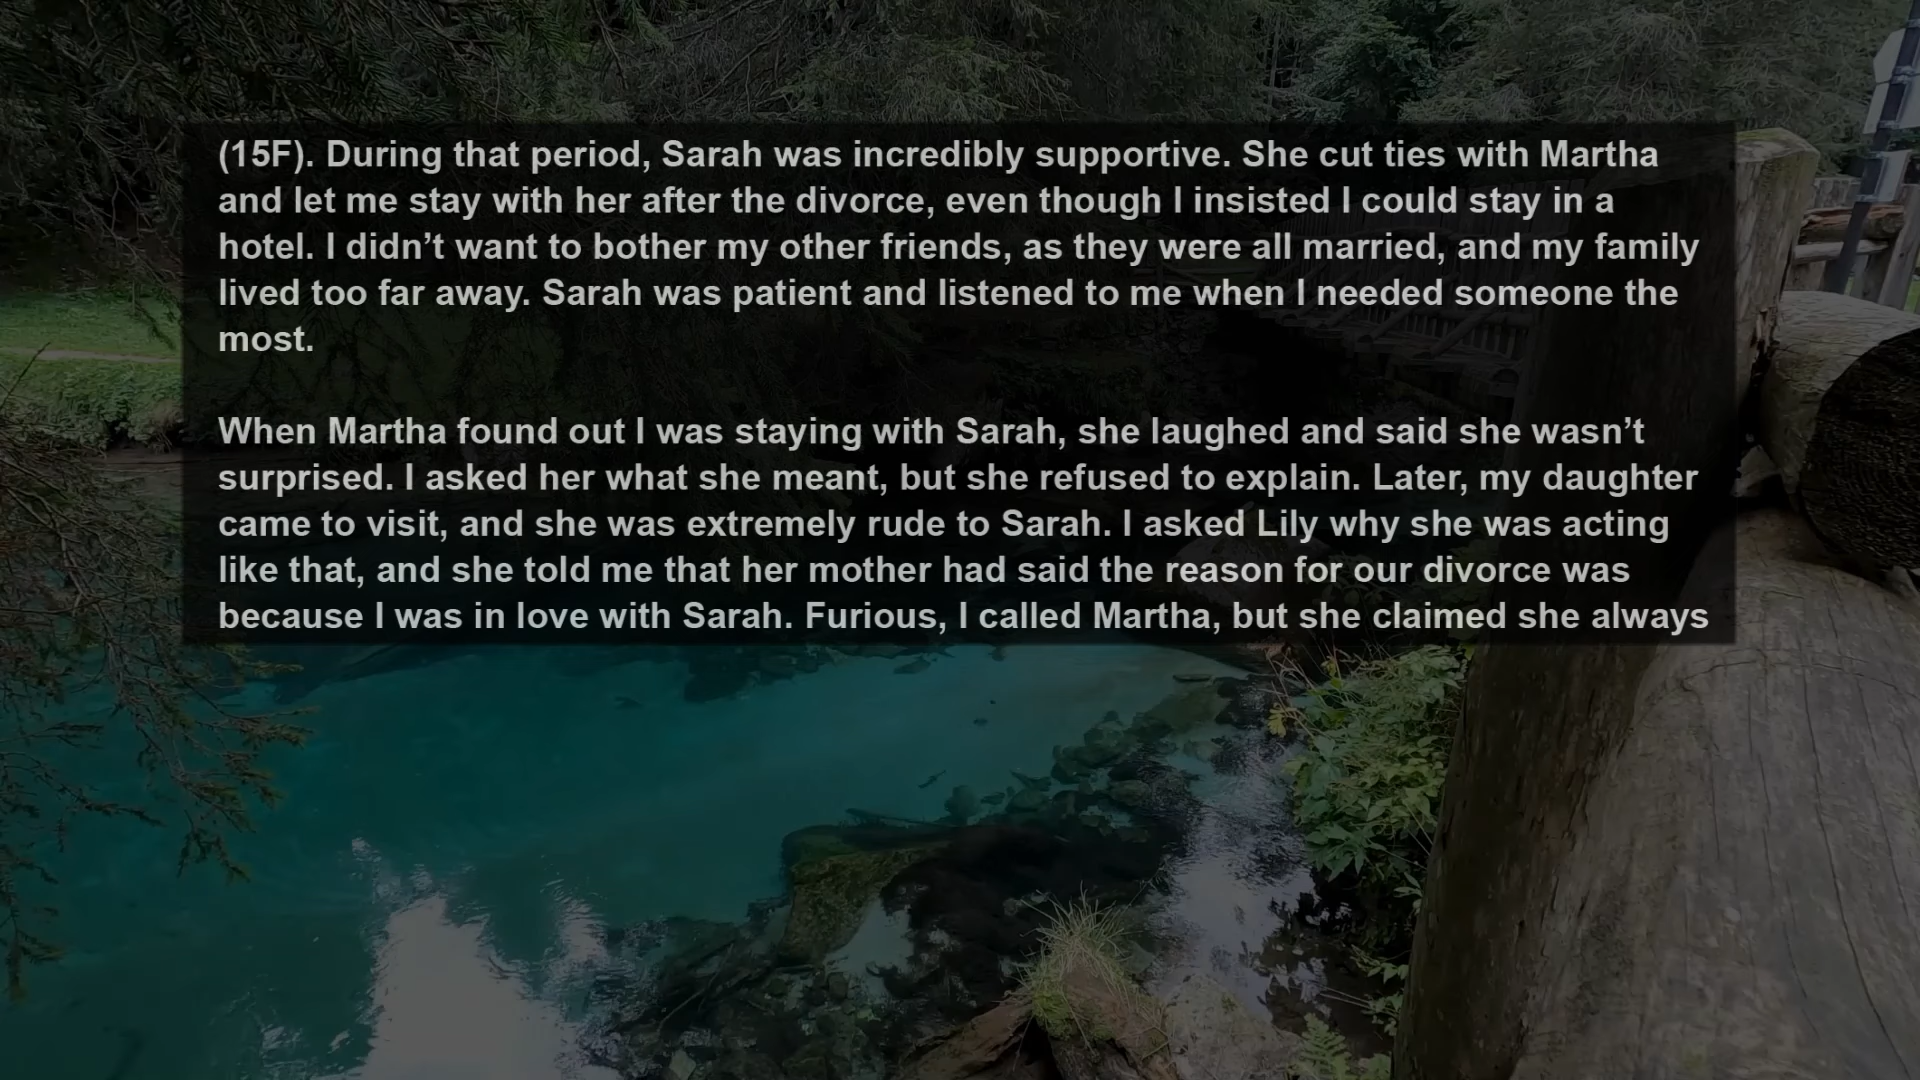 (15F). During that period, Sarah was incredibly supportive. She cut ties with Martha
and let me stay with her after the divorce, even though I insisted I could stay in a
hotel. I didn’t want to bother my other friends, as they were all married, and my family
lived too far away. Sarah was patient and listened to me when I needed someone the
most.
When Martha found out I was staying with Sarah, she laughed and said she wasn’t
surprised. I asked her what she meant, but she refused to explain. Later, my daughter
came to visit, and she was extremely rude to Sarah. I asked Lily why she was acting
like that, and she told me that her mother had said the reason for our divorce was
because I was in love with Sarah. Furious, I called Martha, but she claimed she always